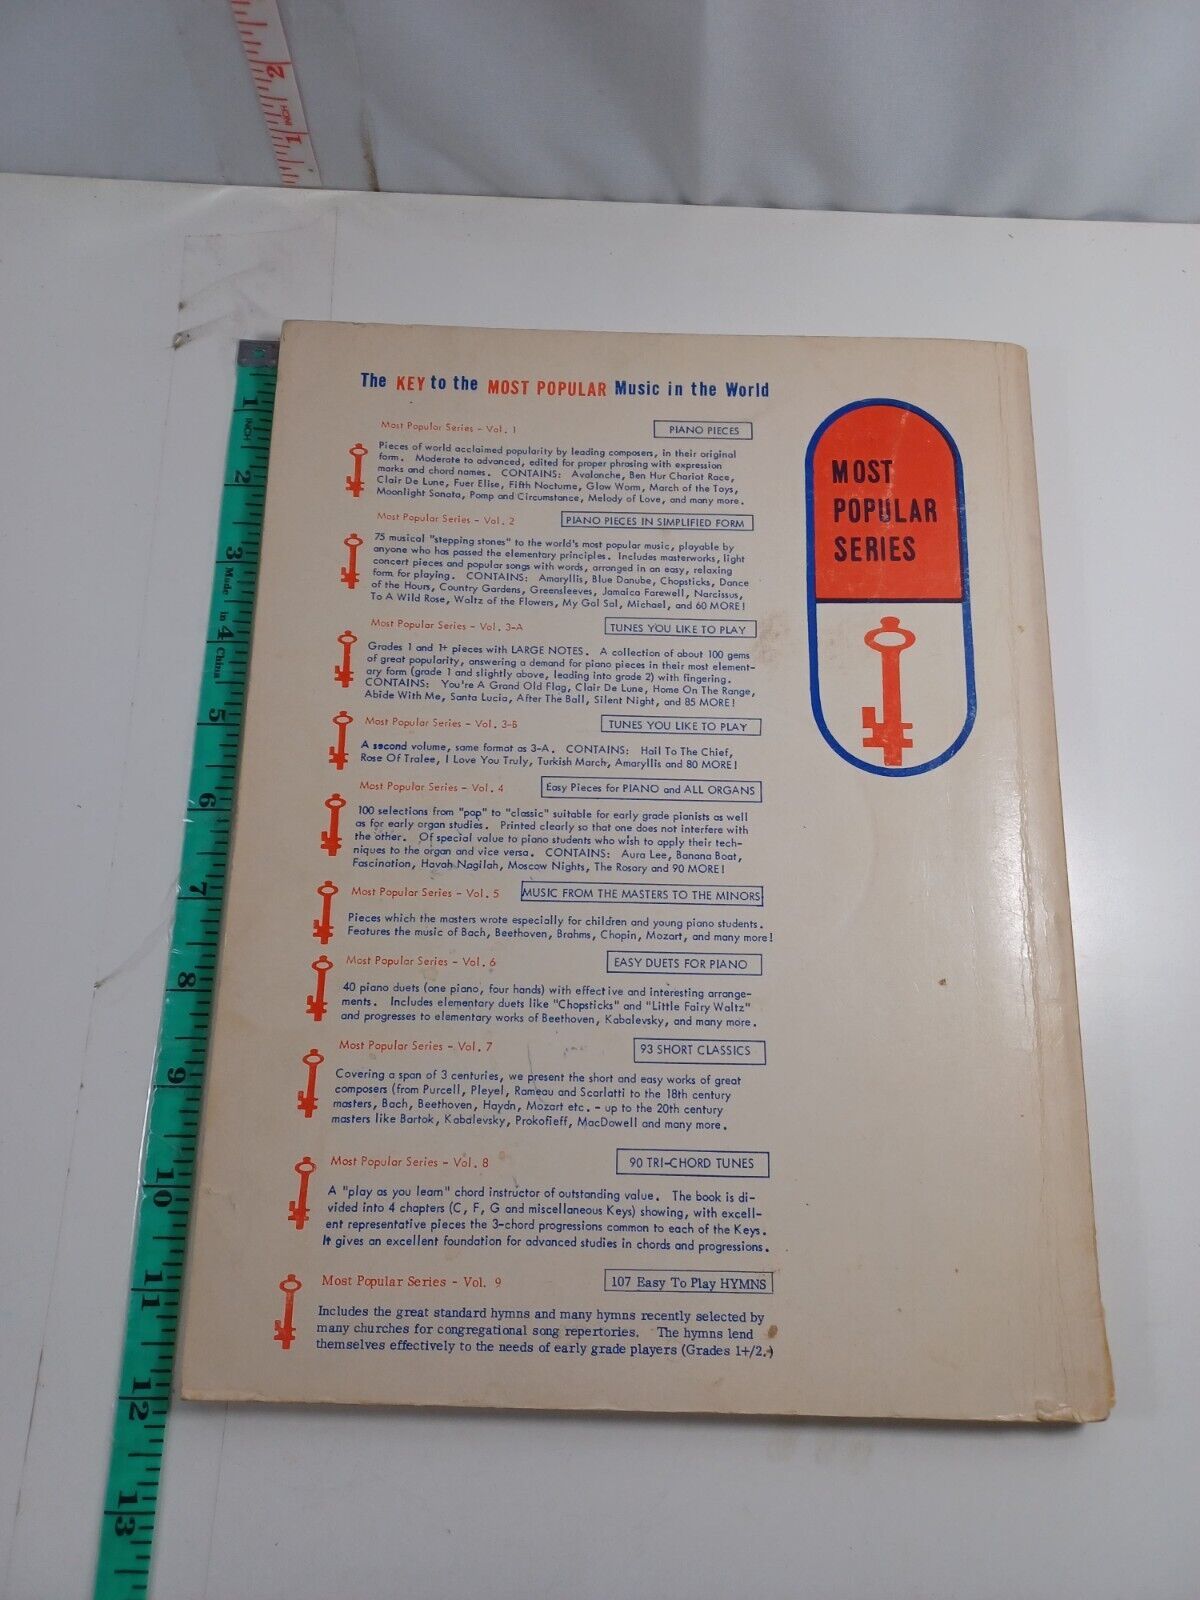 2
INCH
1
The KEY to the MOST POPULAR Music in the World
Most Popular Series - Vol. 1 PIANO PIECES
Pieces of world acclaimed popularity by leading composers, in their original
form. Moderate to advanced, edited for proper phrasing with expression
marks and chord names. CONTAINS: Avalanche, Ben Hur Chariot Race,
Clair De Lune, Fuer Elise, Fifth Nocturne, Glow Worm, March of the Toys,
Moonlight Sonata, Pomp and Circumstance, Melody of Love, and many more.
Most Popular Series - Vol. 2 PIANO PIECES IN SIMPLIFIED FORM
75 musical "stepping stones" to the world's most popular music, playable by
anyone who has passed the elementary principles. Includes masterworks, light
concert pieces and popular songs with words, arranged in an easy, relaxing
form for playing. CONTAINS: Amaryllis, Blue Danube, Chopsticks, Dance
of the Hours, Country Gardens, Greensleeves, Jamaica Farewell, Narcissus,
To A Wild Rose, Waltz of the Flowers, My Gal Sal, Michael, and 60 MORE!
Most Popular Series - Vol. 3-A TUNES YOU LIKE TO PLAY
Grades 1 and 1+ pieces with LARGE NOTES. A collection of about 100 gems
of great popularity, answering a demand for piano pieces in their most element-
ary form (grade 1 and slightly above, leading into grade 2) with fingering.
CONTAINS: You're A Grand Old Flag, Clair De Lune, Home On The Range,
Abide With Me, Santa Lucia, After The Ball, Silent Night, and 85 MORE!
Most Popular Series - Vol. 3-B TUNES YOU LIKE TO PLAY
A second volume, same format as 3-A. CONTAINS: Hail To The Chief,
Rose Of Tralee, I Love You Truly, Turkish March, Amaryllis and 80 MORE!
Most Popular Series - Vol. 4 Easy Pieces for PIANO and ALL ORGANS
100 selections from "pop" to "classic" suitable for early grade pianists as well
as for early organ studies. Printed clearly so that one does not interfere with
the other. Of special value to piano students who wish to apply their tech-
niques to the organ and vice versa. CONTAINS: Aura Lee, Banana Boat,
Fascination, Havah Nagilah, Moscow Nights, The Rosary and 90 MORE!
Most Popular Series - Vol. 5 MUSIC FROM THE MASTERS TO THE MINORS
Pieces which the masters wrote especially for children and young piano students.
Features the music of Bach, Beethoven, Brahms, Chopin, Mozart, and many more!
Most Popular Series - Vol. 6 EASY DUETS FOR PIANO
40 piano duets (one piano, four hands) with effective and interesting arrange-
ments. Includes elementary duets like "Chopsticks" and "Little Fairy Waltz"
and progresses to elementary works of Beethoven, Kabalevsky, and many more.
Most Popular Series - Vol. 7 93 SHORT CLASSICS
Covering a span of 3 centuries, we present the short and easy works of great
composers (from Purcell, Pleyel, Rameau and Scarlatti to the 18th century
masters, Bach, Beethoven, Haydn, Mozart etc. - up to the 20th century
masters like Bartok, Kabalevsky, Prokofieff, MacDowell and many more.
Most Popular Series - Vol. 8 90 TRI-CHORD TUNES
A "play as you learn" chord instructor of outstanding value. The book is di-
vided into 4 chapters (C, F, G and miscellaneous Keys) showing, with excell-
ent representative pieces the 3-chord progressions common to each of the Keys.
It gives an excellent foundation for advanced studies in chords and progressions.
Most Popular Series - Vol. 9 107 Easy To Play HYMNS
Includes the great standard hymns and many hymns recently selected by
many churches for congregational song repertories. The hymns lend
themselves effectively to the needs of early grade players (Grades 1+/2.)
MOST
POPULAR
SERIES
1
INCH
2
3
Made in China
4
5
6
7
8
9
10
11
12
13